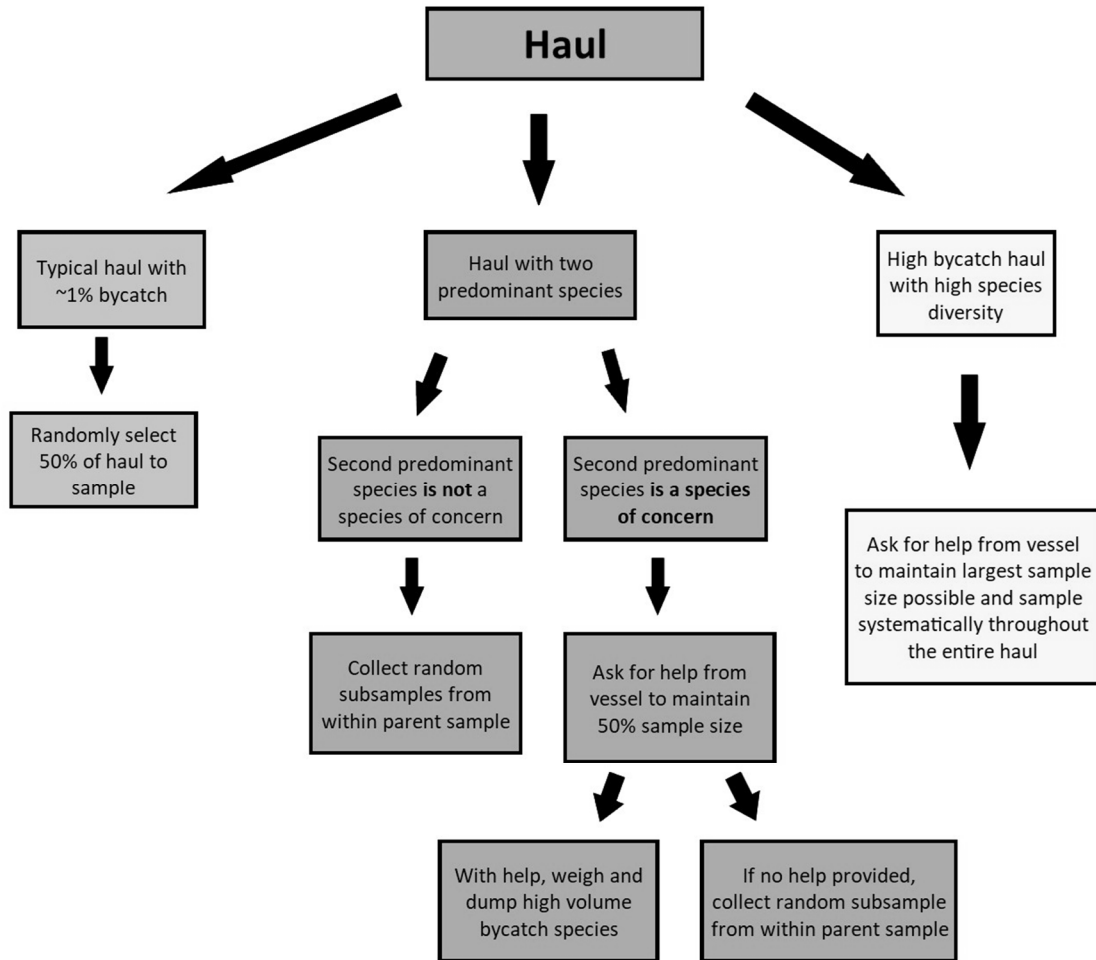 Haul
Typical haul with
~1% bycatch
Randomly select
50% of haul to
sample
Haul with two
predominant species
Second predominant
species is not a
species of concern
Collect random
subsamples from
within parent sample
Second predominant
species is a species
of concern
Ask for help from
vessel to maintain
50% sample size
With help, weigh and
dump high volume
bycatch species
If no help provided,
collect random subsample
from within parent sample
High bycatch haul
with high species
diversity
Ask for help from vessel
to maintain largest sample
size possible and sample
systematically throughout
the entire haul